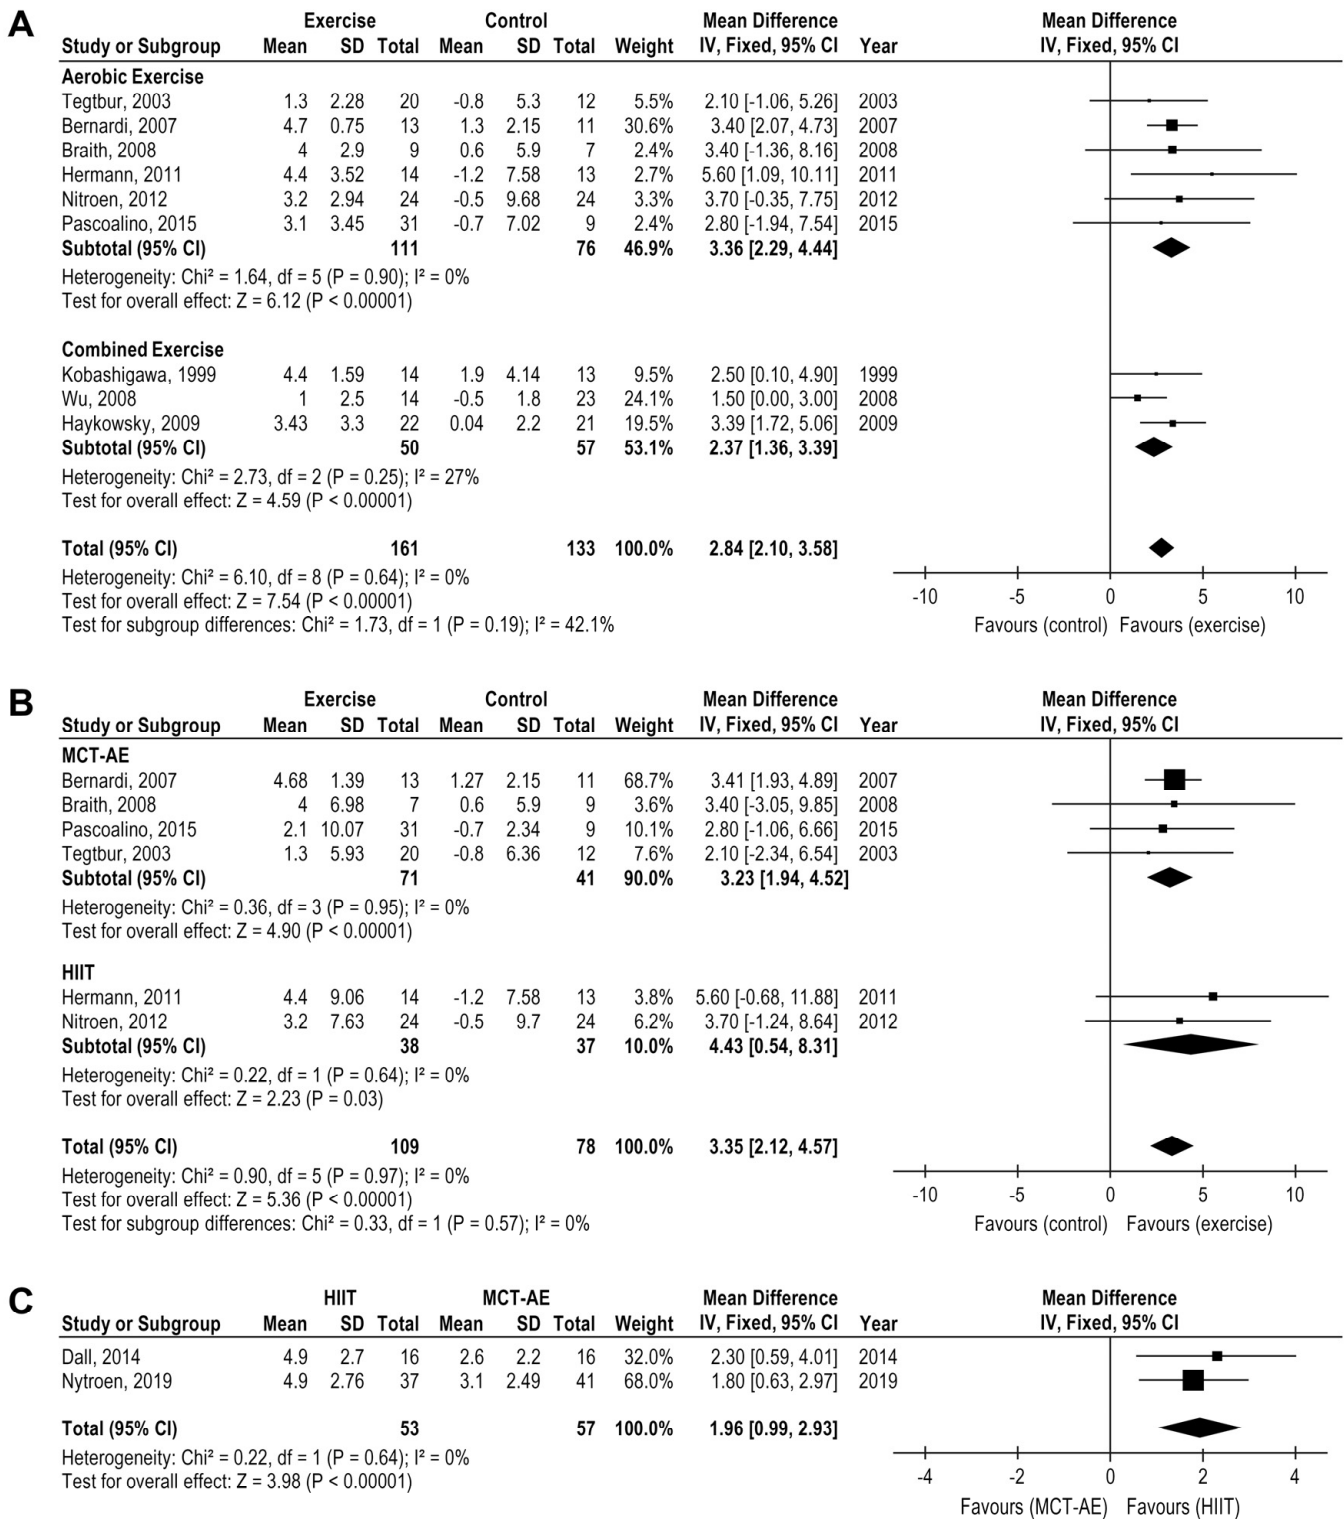 A
Exercise Control Mean Difference Mean Difference
Study or Subgroup Mean SD Total Mean SD Total Weight IV, Fixed, 95% CI Year IV, Fixed, 95% CI
Aerobic Exercise
Tegtbur, 2003 1.3 2.28 20 -0.8 5.3 12 5.5% 2.10 [-1.06, 5.26] 2003
Bernardi, 2007 4.7 0.75 13 1.3 2.15 11 30.6% 3.40 [2.07, 4.73] 2007
Braith, 2008 4 2.9 9 0.6 5.9 7 2.4% 3.40 [-1.36, 8.16] 2008
Hermann, 2011 4.4 3.52 14 -1.2 7.58 13 2.7% 5.60 [1.09, 10.11] 2011
Nitroen, 2012 3.2 2.94 24 -0.5 9.68 24 3.3% 3.70 [-0.35, 7.75] 2012
Pascoalino, 2015 3.1 3.45 31 -0.7 7.02 9 2.4% 2.80 [-1.94, 7.54] 2015
Subtotal (95% CI) 111 76 46.9% 3.36 [2.29, 4.44]
Heterogeneity: Chi² = 1.64, df = 5 (P = 0.90); I² = 0%
Test for overall effect: Z = 6.12 (P < 0.00001)
Combined Exercise
Kobashigawa, 1999 4.4 1.59 14 1.9 4.14 13 9.5% 2.50 [0.10, 4.90] 1999
Wu, 2008 1 2.5 14 -0.5 1.8 23 24.1% 1.50 [0.00, 3.00] 2008
Haykowsky, 2009 3.43 3.3 22 0.04 2.2 21 19.5% 3.39 [1.72, 5.06] 2009
Subtotal (95% CI) 50 57 53.1% 2.37 [1.36, 3.39]
Heterogeneity: Chi² = 2.73, df = 2 (P = 0.25); I² = 27%
Test for overall effect: Z = 4.59 (P < 0.00001)
Total (95% CI) 161 133 100.0% 2.84 [2.10, 3.58]
Heterogeneity: Chi² = 6.10, df = 8 (P = 0.64); I² = 0%
Test for overall effect: Z = 7.54 (P < 0.00001)
Test for subgroup differences: Chi² = 1.73, df = 1 (P = 0.19); I² = 42.1%
-10 -5 0 5 10
Favours (control) Favours (exercise)
B
Exercise Control Mean Difference Mean Difference
Study or Subgroup Mean SD Total Mean SD Total Weight IV, Fixed, 95% CI Year IV, Fixed, 95% CI
MCT-AE
Bernardi, 2007 4.68 1.39 13 1.27 2.15 11 68.7% 3.41 [1.93, 4.89] 2007
Braith, 2008 4 6.98 7 0.6 5.9 9 3.6% 3.40 [-3.05, 9.85] 2008
Pascoalino, 2015 2.1 10.07 31 -0.7 2.34 9 10.1% 2.80 [-1.06, 6.66] 2015
Tegtbur, 2003 1.3 5.93 20 -0.8 6.36 12 7.6% 2.10 [-2.34, 6.54] 2003
Subtotal (95% CI) 71 41 90.0% 3.23 [1.94, 4.52]
Heterogeneity: Chi² = 0.36, df = 3 (P = 0.95); I² = 0%
Test for overall effect: Z = 4.90 (P < 0.00001)
HIIT
Hermann, 2011 4.4 9.06 14 -1.2 7.58 13 3.8% 5.60 [-0.68, 11.88] 2011
Nitroen, 2012 3.2 7.63 24 -0.5 9.7 24 6.2% 3.70 [-1.24, 8.64] 2012
Subtotal (95% CI) 38 37 10.0% 4.43 [0.54, 8.31]
Heterogeneity: Chi² = 0.22, df = 1 (P = 0.64); I² = 0%
Test for overall effect: Z = 2.23 (P = 0.03)
Total (95% CI) 109 78 100.0% 3.35 [2.12, 4.57]
Heterogeneity: Chi² = 0.90, df = 5 (P = 0.97); I² = 0%
Test for overall effect: Z = 5.36 (P < 0.00001)
Test for subgroup differences: Chi² = 0.33, df = 1 (P = 0.57); I² = 0%
-10 -5 0 5 10
Favours (control) Favours (exercise)
C
HIIT MCT-AE Mean Difference Mean Difference
Study or Subgroup Mean SD Total Mean SD Total Weight IV, Fixed, 95% CI Year IV, Fixed, 95% CI
Dall, 2014 4.9 2.7 16 2.6 2.2 16 32.0% 2.30 [0.59, 4.01] 2014
Nytroen, 2019 4.9 2.76 37 3.1 2.49 41 68.0% 1.80 [0.63, 2.97] 2019
Total (95% CI) 53 57 100.0% 1.96 [0.99, 2.93]
Heterogeneity: Chi² = 0.22, df = 1 (P = 0.64); I² = 0%
Test for overall effect: Z = 3.98 (P < 0.00001)
-4 -2 0 2 4
Favours (MCT-AE) Favours (HIIT)